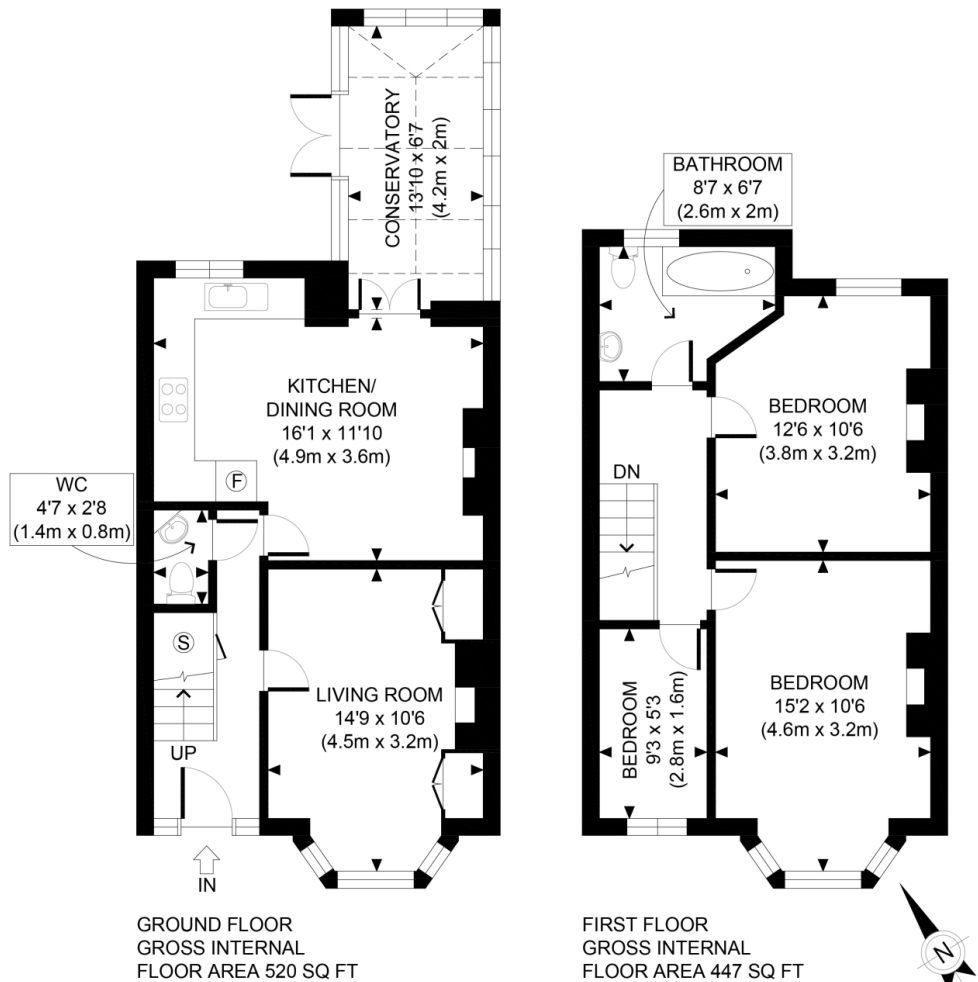 CONSERVATORY
13'10 x 6'7
(4.2m x 2m)
BATHROOM
8'7 x 6'7
(2.6m x 2m)
KITCHEN/
DINING ROOM
16'1 x 11'10
(4.9m x 3.6m)
F
WC
4'7 x 2'8
(1.4m x 0.8m)
S
UP
LIVING ROOM
14'9 x 10'6
(4.5m x 3.2m)
IN
BEDROOM
12'6 x 10'6
(3.8m x 3.2m)
DN
BEDROOM
9'3 x 5'3
(2.8m x 1.6m)
BEDROOM
15'2 x 10'6
(4.6m x 3.2m)
GROUND FLOOR
GROSS INTERNAL
FLOOR AREA 520 SQ FT
FIRST FLOOR
GROSS INTERNAL
FLOOR AREA 447 SQ FT
N